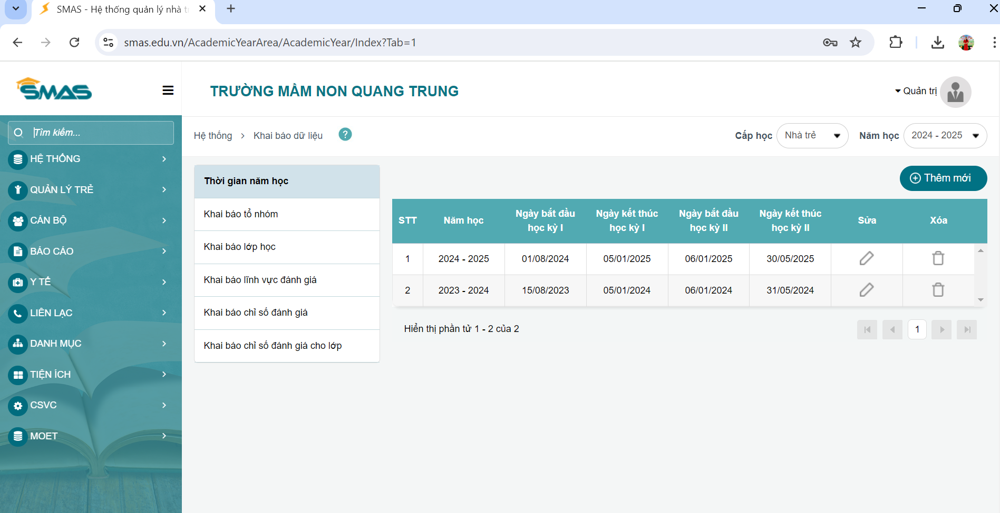 SMAS - Hệ thống quản lý nhà t
smas.edu.vn/AcademicYearArea/AcademicYear/Index?Tab=1
SMAS
TRƯỜNG MẦM NON QUANG TRUNG
Quản trị
Tìm kiếm...
Hệ thống > Khai báo dữ liệu ?
Cấp học Nhà trẻ Năm học 2024 - 2025
HỆ THỐNG
QUẢN LÝ TRẺ
CÁN BỘ
BÁO CÁO
Y TẾ
LIÊN LẠC
DANH MỤC
TIỆN ÍCH
CSVC
MOET
Thời gian năm học
Khai báo tổ nhóm
Khai báo lớp học
Khai báo lĩnh vực đánh giá
Khai báo chỉ số đánh giá
Khai báo chỉ số đánh giá cho lớp
Thêm mới
STT Năm học Ngày bắt đầu học kỳ I Ngày kết thúc học kỳ I Ngày bắt đầu học kỳ II Ngày kết thúc học kỳ II Sửa Xóa
1 2024 - 2025 01/08/2024 05/01/2025 06/01/2025 30/05/2025
2 2023 - 2024 15/08/2023 05/01/2024 06/01/2024 31/05/2024
Hiển thị phần tử 1 - 2 của 2
1